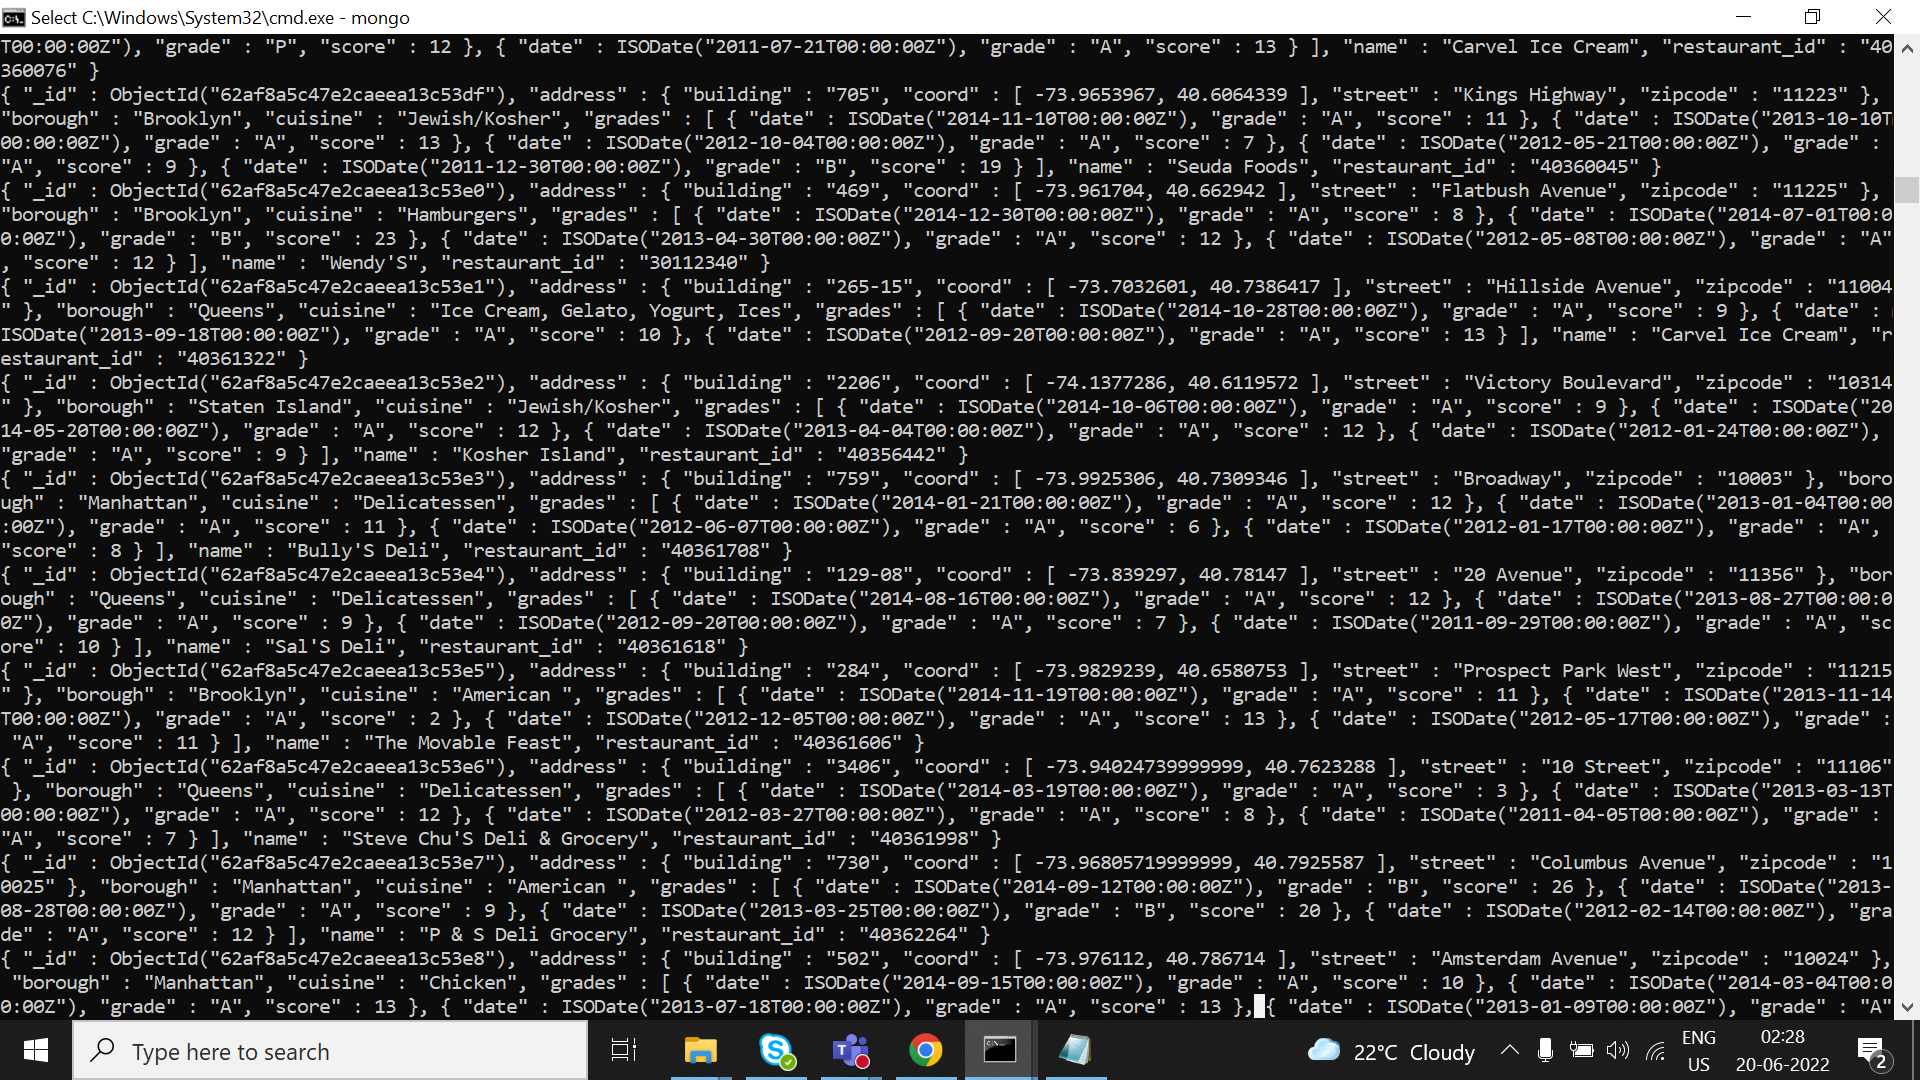 Select C:\Windows\System32\cmd.exe - mongo
T00:00:00Z"), "grade" : "P", "score" : 12 }, { "date" : ISODate("2011-07-21T00:00:00Z"), "grade" : "A", "score" : 13 } ], "name" : "Carvel Ice Cream", "restaurant_id" : "40
360076" }
{ "_id" : ObjectId("62af8a5c47e2caeea13c53df"), "address" : { "building" : "705", "coord" : [ -73.9653967, 40.6064339 ], "street" : "Kings Highway", "zipcode" : "11223" },
"borough" : "Brooklyn", "cuisine" : "Jewish/Kosher", "grades" : [ { "date" : ISODate("2014-11-10T00:00:00Z"), "grade" : "A", "score" : 11 }, { "date" : ISODate("2013-10-10T
00:00:00Z"), "grade" : "A", "score" : 13 }, { "date" : ISODate("2012-10-04T00:00:00Z"), "grade" : "A", "score" : 7 }, { "date" : ISODate("2012-05-21T00:00:00Z"), "grade" :
"A", "score" : 9 }, { "date" : ISODate("2011-12-30T00:00:00Z"), "grade" : "B", "score" : 19 } ], "name" : "Seuda Foods", "restaurant_id" : "40360045" }
{ "_id" : ObjectId("62af8a5c47e2caeea13c53e0"), "address" : { "building" : "469", "coord" : [ -73.961704, 40.662942 ], "street" : "Flatbush Avenue", "zipcode" : "11225" },
"borough" : "Brooklyn", "cuisine" : "Hamburgers", "grades" : [ { "date" : ISODate("2014-12-30T00:00:00Z"), "grade" : "A", "score" : 8 }, { "date" : ISODate("2014-07-01T00:0
0:00Z"), "grade" : "B", "score" : 23 }, { "date" : ISODate("2013-04-30T00:00:00Z"), "grade" : "A", "score" : 12 }, { "date" : ISODate("2012-05-08T00:00:00Z"), "grade" : "A"
, "score" : 12 } ], "name" : "Wendy'S", "restaurant_id" : "30112340" }
{ "_id" : ObjectId("62af8a5c47e2caeea13c53e1"), "address" : { "building" : "265-15", "coord" : [ -73.7032601, 40.7386417 ], "street" : "Hillside Avenue", "zipcode" : "11004
" }, "borough" : "Queens", "cuisine" : "Ice Cream, Gelato, Yogurt, Ices", "grades" : [ { "date" : ISODate("2014-10-28T00:00:00Z"), "grade" : "A", "score" : 9 }, { "date" :
ISODate("2013-09-18T00:00:00Z"), "grade" : "A", "score" : 10 }, { "date" : ISODate("2012-09-20T00:00:00Z"), "grade" : "A", "score" : 13 } ], "name" : "Carvel Ice Cream", "r
estaurant_id" : "40361322" }
{ "_id" : ObjectId("62af8a5c47e2caeea13c53e2"), "address" : { "building" : "2206", "coord" : [ -74.1377286, 40.6119572 ], "street" : "Victory Boulevard", "zipcode" : "10314
" }, "borough" : "Staten Island", "cuisine" : "Jewish/Kosher", "grades" : [ { "date" : ISODate("2014-10-06T00:00:00Z"), "grade" : "A", "score" : 9 }, { "date" : ISODate("20
14-05-20T00:00:00Z"), "grade" : "A", "score" : 12 }, { "date" : ISODate("2013-04-04T00:00:00Z"), "grade" : "A", "score" : 12 }, { "date" : ISODate("2012-01-24T00:00:00Z"),
"grade" : "A", "score" : 9 } ], "name" : "Kosher Island", "restaurant_id" : "40356442" }
{ "_id" : ObjectId("62af8a5c47e2caeea13c53e3"), "address" : { "building" : "759", "coord" : [ -73.9925306, 40.7309346 ], "street" : "Broadway", "zipcode" : "10003" }, "boro
ugh" : "Manhattan", "cuisine" : "Delicatessen", "grades" : [ { "date" : ISODate("2014-01-21T00:00:00Z"), "grade" : "A", "score" : 12 }, { "date" : ISODate("2013-01-04T00:00
:00Z"), "grade" : "A", "score" : 11 }, { "date" : ISODate("2012-06-07T00:00:00Z"), "grade" : "A", "score" : 6 }, { "date" : ISODate("2012-01-17T00:00:00Z"), "grade" : "A",
"score" : 8 } ], "name" : "Bully'S Deli", "restaurant_id" : "40361708" }
{ "_id" : ObjectId("62af8a5c47e2caeea13c53e4"), "address" : { "building" : "129-08", "coord" : [ -73.839297, 40.78147 ], "street" : "20 Avenue", "zipcode" : "11356" }, "bor
ough" : "Queens", "cuisine" : "Delicatessen", "grades" : [ { "date" : ISODate("2014-08-16T00:00:00Z"), "grade" : "A", "score" : 12 }, { "date" : ISODate("2013-08-27T00:00:0
0Z"), "grade" : "A", "score" : 9 }, { "date" : ISODate("2012-09-20T00:00:00Z"), "grade" : "A", "score" : 7 }, { "date" : ISODate("2011-09-29T00:00:00Z"), "grade" : "A", "sc
ore" : 10 } ], "name" : "Sal'S Deli", "restaurant_id" : "40361618" }
{ "_id" : ObjectId("62af8a5c47e2caeea13c53e5"), "address" : { "building" : "284", "coord" : [ -73.9829239, 40.6580753 ], "street" : "Prospect Park West", "zipcode" : "11215
" }, "borough" : "Brooklyn", "cuisine" : "American ", "grades" : [ { "date" : ISODate("2014-11-19T00:00:00Z"), "grade" : "A", "score" : 11 }, { "date" : ISODate("2013-11-14
T00:00:00Z"), "grade" : "A", "score" : 2 }, { "date" : ISODate("2012-12-05T00:00:00Z"), "grade" : "A", "score" : 13 }, { "date" : ISODate("2012-05-17T00:00:00Z"), "grade" :
"A", "score" : 11 } ], "name" : "The Movable Feast", "restaurant_id" : "40361606" }
{ "_id" : ObjectId("62af8a5c47e2caeea13c53e6"), "address" : { "building" : "3406", "coord" : [ -73.94024739999999, 40.7623288 ], "street" : "10 Street", "zipcode" : "11106"
}, "borough" : "Queens", "cuisine" : "Delicatessen", "grades" : [ { "date" : ISODate("2014-03-19T00:00:00Z"), "grade" : "A", "score" : 3 }, { "date" : ISODate("2013-03-13T
00:00:00Z"), "grade" : "A", "score" : 12 }, { "date" : ISODate("2012-03-27T00:00:00Z"), "grade" : "A", "score" : 8 }, { "date" : ISODate("2011-04-05T00:00:00Z"), "grade" :
"A", "score" : 7 } ], "name" : "Steve Chu'S Deli & Grocery", "restaurant_id" : "40361998" }
{ "_id" : ObjectId("62af8a5c47e2caeea13c53e7"), "address" : { "building" : "730", "coord" : [ -73.96805719999999, 40.7925587 ], "street" : "Columbus Avenue", "zipcode" : "1
0025" }, "borough" : "Manhattan", "cuisine" : "American ", "grades" : [ { "date" : ISODate("2014-09-12T00:00:00Z"), "grade" : "B", "score" : 26 }, { "date" : ISODate("2013-
08-28T00:00:00Z"), "grade" : "A", "score" : 9 }, { "date" : ISODate("2013-03-25T00:00:00Z"), "grade" : "B", "score" : 20 }, { "date" : ISODate("2012-02-14T00:00:00Z"), "gra
de" : "A", "score" : 12 } ], "name" : "P & S Deli Grocery", "restaurant_id" : "40362264" }
{ "_id" : ObjectId("62af8a5c47e2caeea13c53e8"), "address" : { "building" : "502", "coord" : [ -73.976112, 40.786714 ], "street" : "Amsterdam Avenue", "zipcode" : "10024" },
"borough" : "Manhattan", "cuisine" : "Chicken", "grades" : [ { "date" : ISODate("2014-09-15T00:00:00Z"), "grade" : "A", "score" : 10 }, { "date" : ISODate("2014-03-04T00:0
0:00Z"), "grade" : "A", "score" : 13 }, { "date" : ISODate("2013-07-18T00:00:00Z"), "grade" : "A", "score" : 13 }, { "date" : ISODate("2013-01-09T00:00:00Z"), "grade" : "A"
Type here to search
22°C Cloudy
ENG
US
02:28
20-06-2022
2